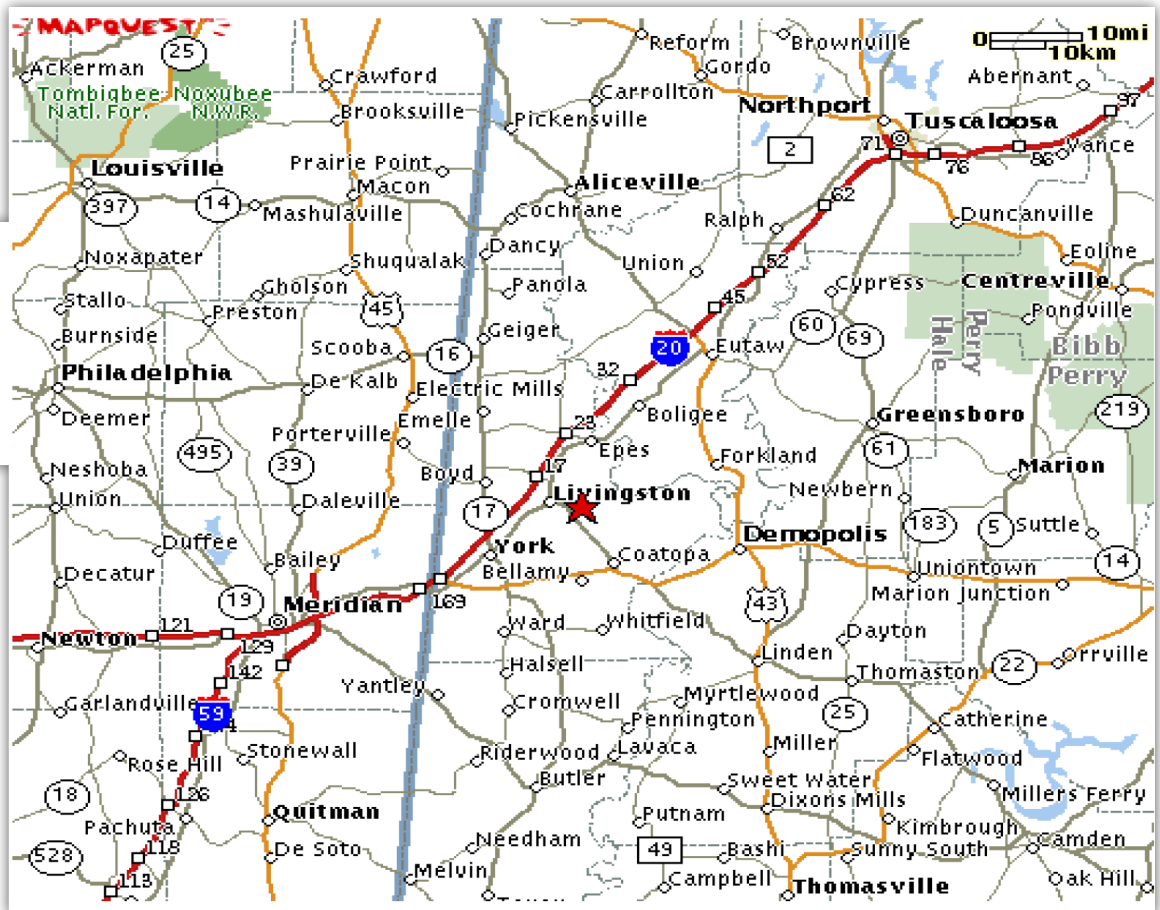 MAPQUEST
25
Reform
Brownville
0 10mi
10km
Ackerman
Crawford
Gordo
Abernant
Tombigbee
Natl. For.
Noxubee
N.W.R.
Brooksville
Carrollton
Northport
97
Pickensville
Tuscaloosa
2
71
76
86
Vance
Louisville
Prairie Point
Macon
Aliceville
62
397
14
Mashulaville
Cochrane
Ralph
Duncanville
Noxapater
Shuqualak
Dancy
Union
52
Eoline
Stallo
Gholson
Panola
Cypress
Centreville
Preston
45
45
Pondville
Burnside
Geiger
60
69
Perry
Hale
Scooba
16
20
Eutaw
Bibb
Perry
Philadelphia
De Kalb
Electric Mills
32
Deemer
Emelle
Boligee
Greensboro
219
Porterville
23
Epes
495
39
61
Neshoba
Boyd
17
Forkland
Marion
Union
Daleville
Livingston
Newbern
17
183
5
Suttle
Duffee
Bailey
York
Demopolis
14
Coatopa
Decatur
Bellamy
Uniontown
19
Meridian
169
43
Marion Junction
121
Ward
Whitfield
Dayton
Newton
129
Linden
22
Orrville
142
Halsell
Thomaston
Garlandville
59
4
Yantley
Cromwell
Myrtlewood
25
Catherine
Pennington
Rose Hill
Stonewall
Riderwood
Lavaca
Miller
Flatwood
18
126
Butler
Sweet Water
Millers Ferry
Pachuta
Quitman
Putnam
Dixons Mills
Kimbrough
528
118
De Soto
Needham
49
Bashi
Sunny South
Camden
113
Melvin
Campbell
Thomasville
Oak Hill